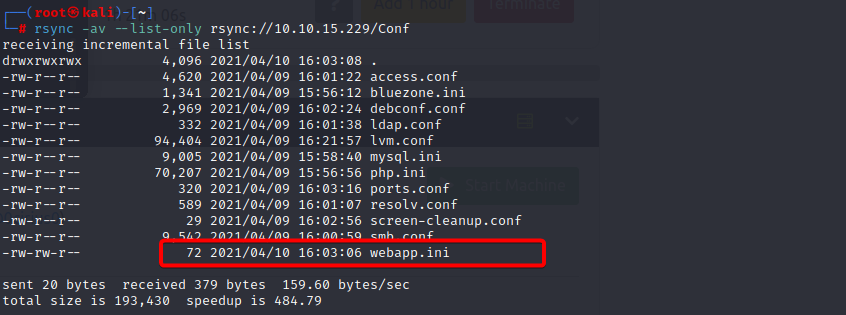 06s
Add 1 hour
Terminate
?
┌──(root㉿kali)-[~]
└─# rsync -av --list-only rsync://10.10.15.229/Conf
receiving incremental file list
drwxrwxrwx          4,096 2021/04/10 16:03:08 .
-rw-r--r--          4,620 2021/04/09 16:01:22 access.conf
-rw-r--r--          1,341 2021/04/09 15:56:12 bluezone.ini
-rw-r--r--          2,969 2021/04/09 16:02:24 debconf.conf
-rw-r--r--            332 2021/04/09 16:01:38 ldap.conf
-rw-r--r--         94,404 2021/04/09 16:21:57 lvm.conf
-rw-r--r--          9,005 2021/04/09 15:58:40 mysql.ini
-rw-r--r--         70,207 2021/04/09 15:56:56 php.ini
Start Machine
-rw-r--r--            320 2021/04/09 16:03:16 ports.conf
-rw-r--r--            589 2021/04/09 16:01:07 resolv.conf
-rw-r--r--             29 2021/04/09 16:02:56 screen-cleanup.conf
-rw-r--r--          9,542 2021/04/09 16:00:59 smb.conf
-rw-rw-r--             72 2021/04/10 16:03:06 webapp.ini
sent 20 bytes  received 379 bytes  159.60 bytes/sec
total size is 193,430  speedup is 484.79